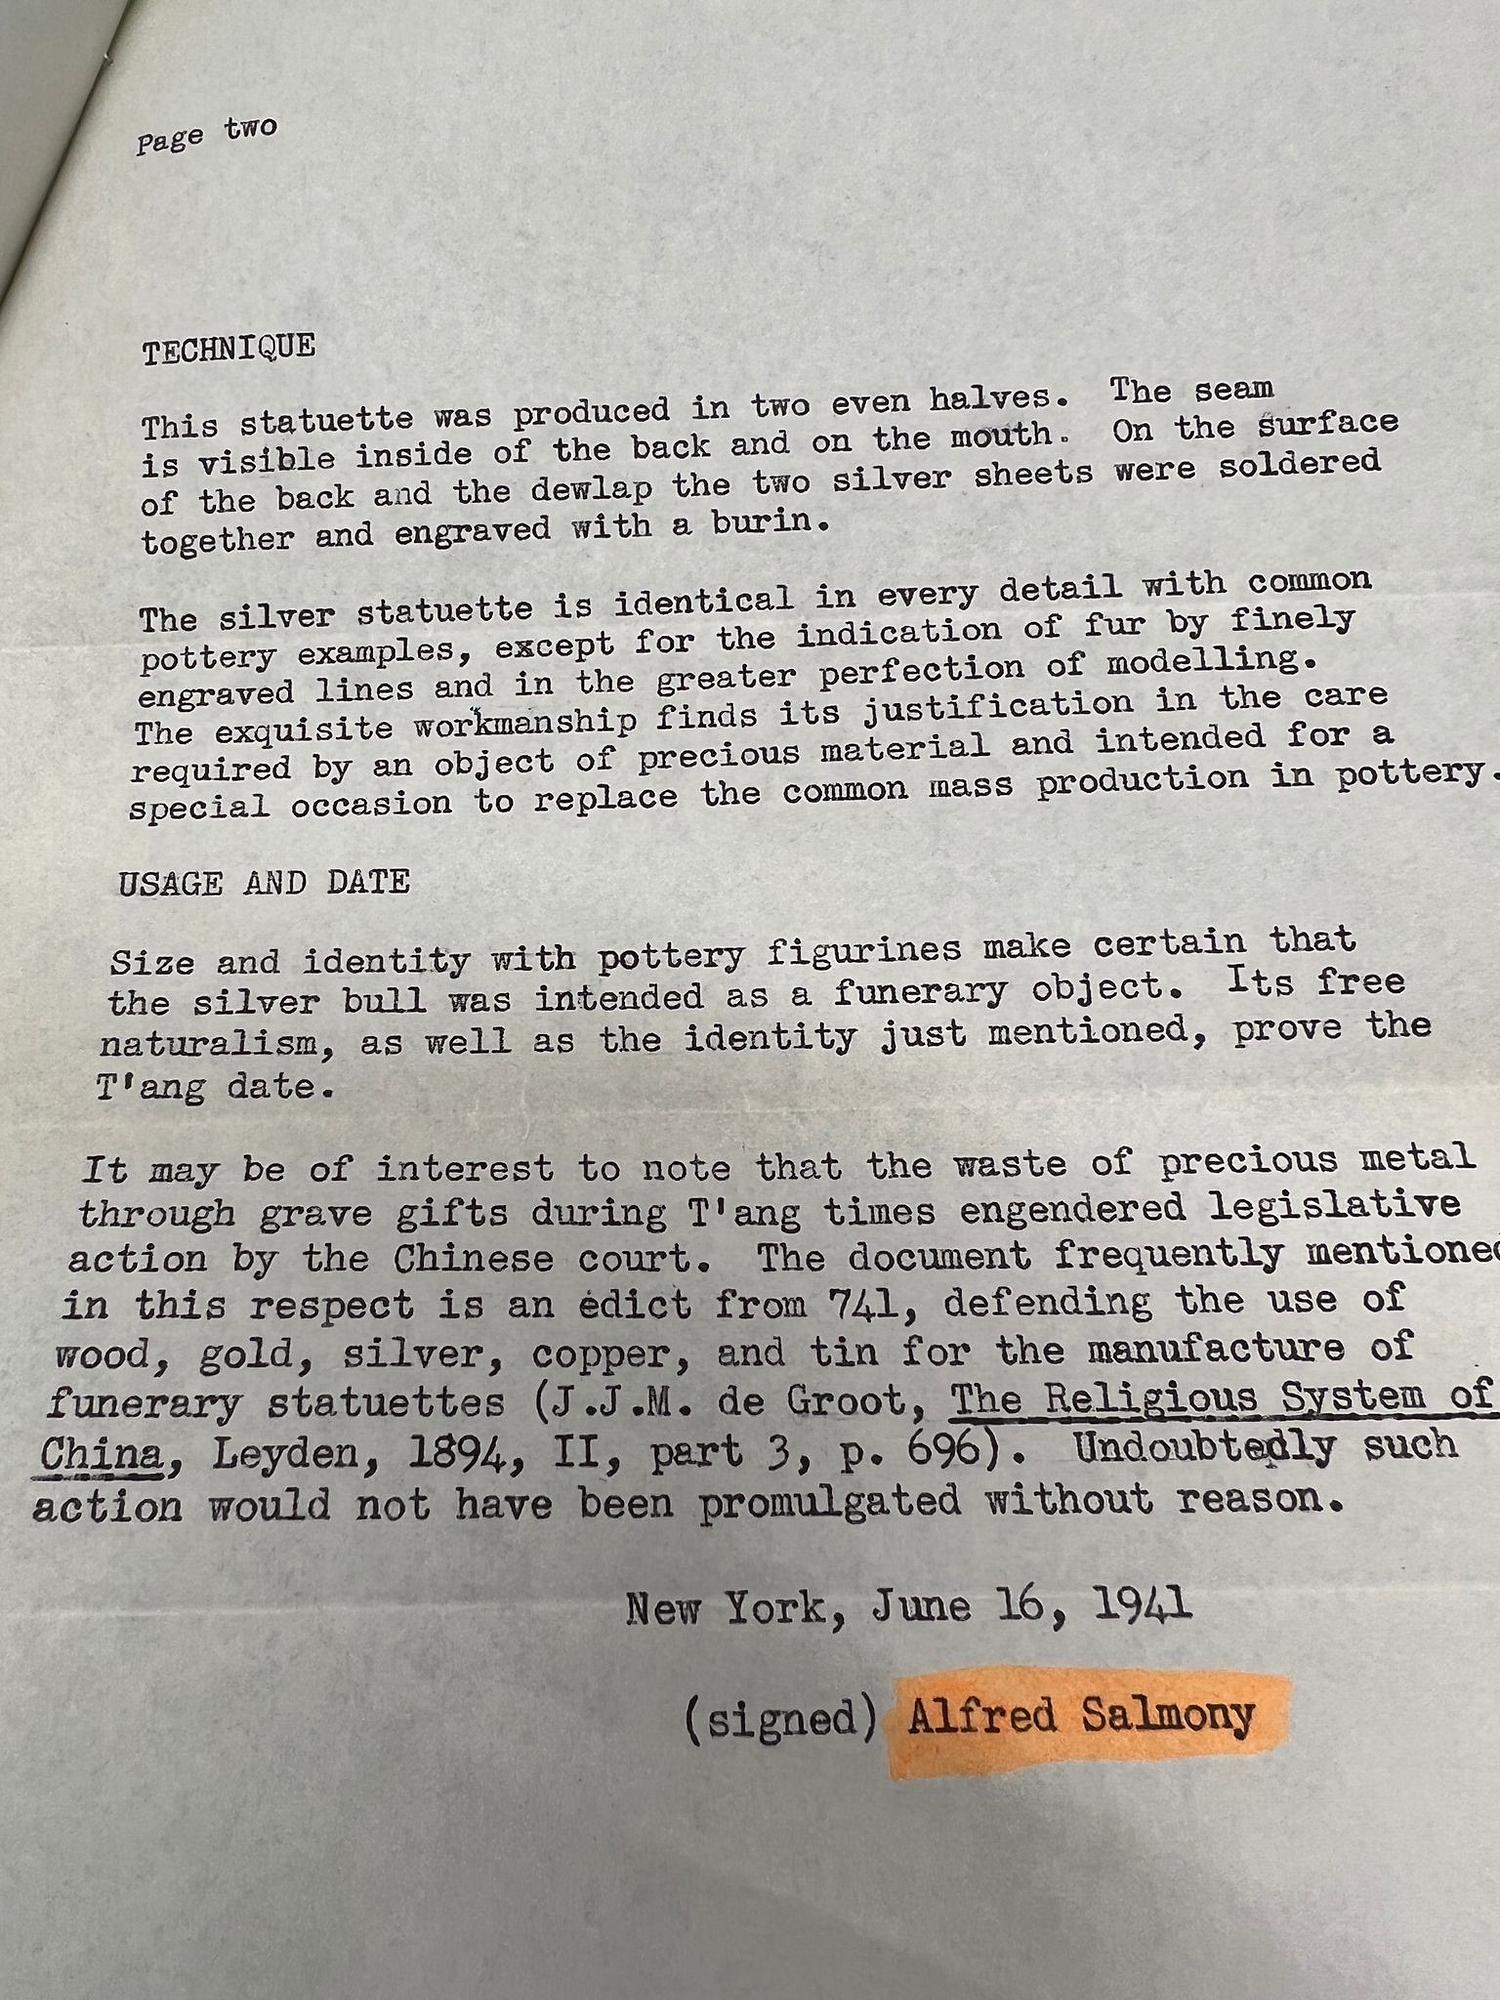 Page two
TECHNIQUE
This statuette was produced in two even halves. The seam
is visible inside of the back and on the mouth. On the surface
of the back and the dewlap the two silver sheets were soldered
together and engraved with a burin.
The silver statuette is identical in every detail with common
pottery examples, except for the indication of fur by finely
engraved lines and in the greater perfection of modelling.
The exquisite workmanship finds its justification in the care
required by an object of precious material and intended for a
special occasion to replace the common mass production in pottery.
USAGE AND DATE
Size and identity with pottery figurines make certain that
the silver bull was intended as a funerary object. Its free
naturalism, as well as the identity just mentioned, prove the
T'ang date.
It may be of interest to note that the waste of precious metal
through grave gifts during T'ang times engendered legislative
action by the Chinese court. The document frequently mentioned
in this respect is an edict from 741, defending the use of
wood, gold, silver, copper, and tin for the manufacture of
funerary statuettes (J.J.M. de Groot, The Religious System of
China, Leyden, 1894, II, part 3, p. 696). Undoubtedly such
action would not have been promulgated without reason.
New York, June 16, 1941
(signed) Alfred Salmony